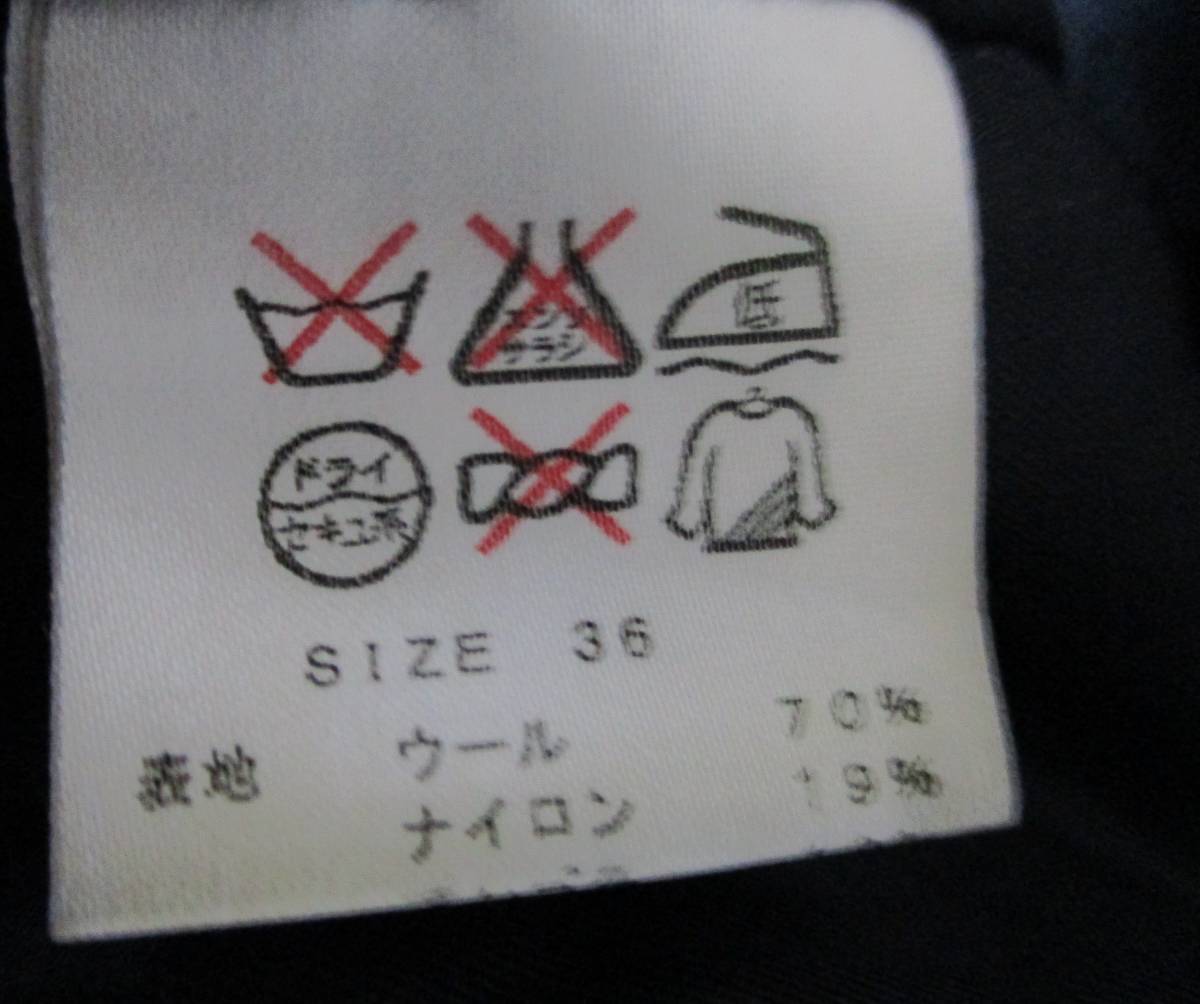 エンソ
サラシ
低
ドライ
セキユ系
SIZE 36
表地 ウール 70%
ナイロン 19%